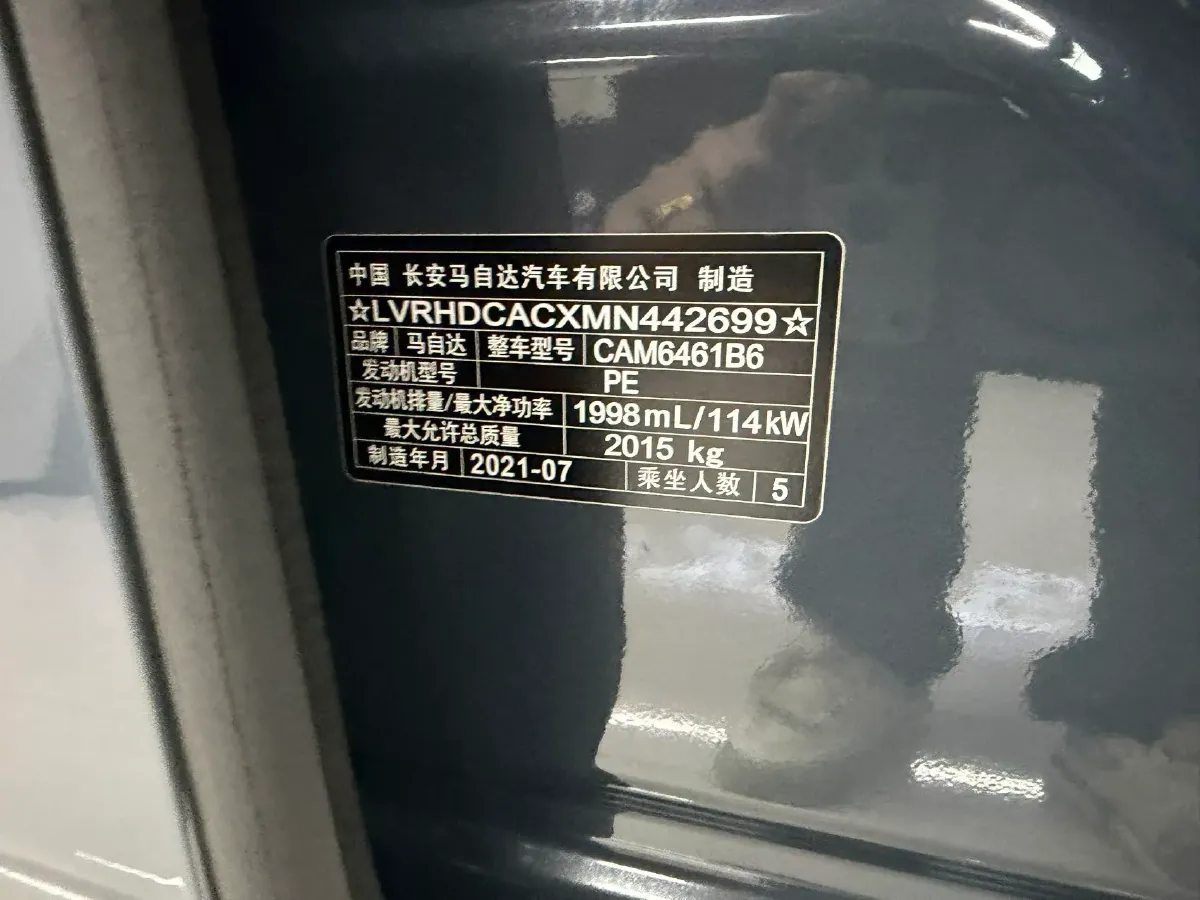 中国 长安马自达汽车有限公司 制造
☆LVRHDCACXMN442699☆
品牌 马自达 整车型号 CAM6461B6
发动机型号 PE
发动机排量/最大净功率 1998mL/114kW
最大允许总质量 2015 kg
制造年月 2021-07 乘坐人数 5